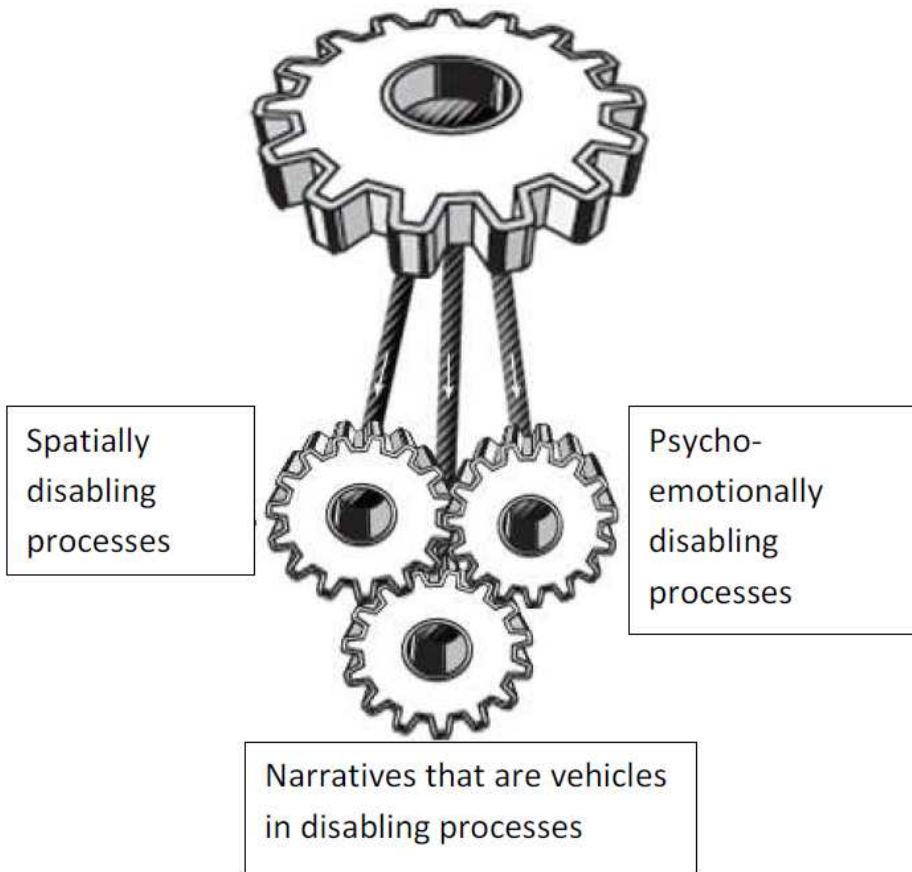 Spatially
disabling
processes
Psycho-
emotionally
disabling
processes
Narratives that are vehicles
in disabling processes